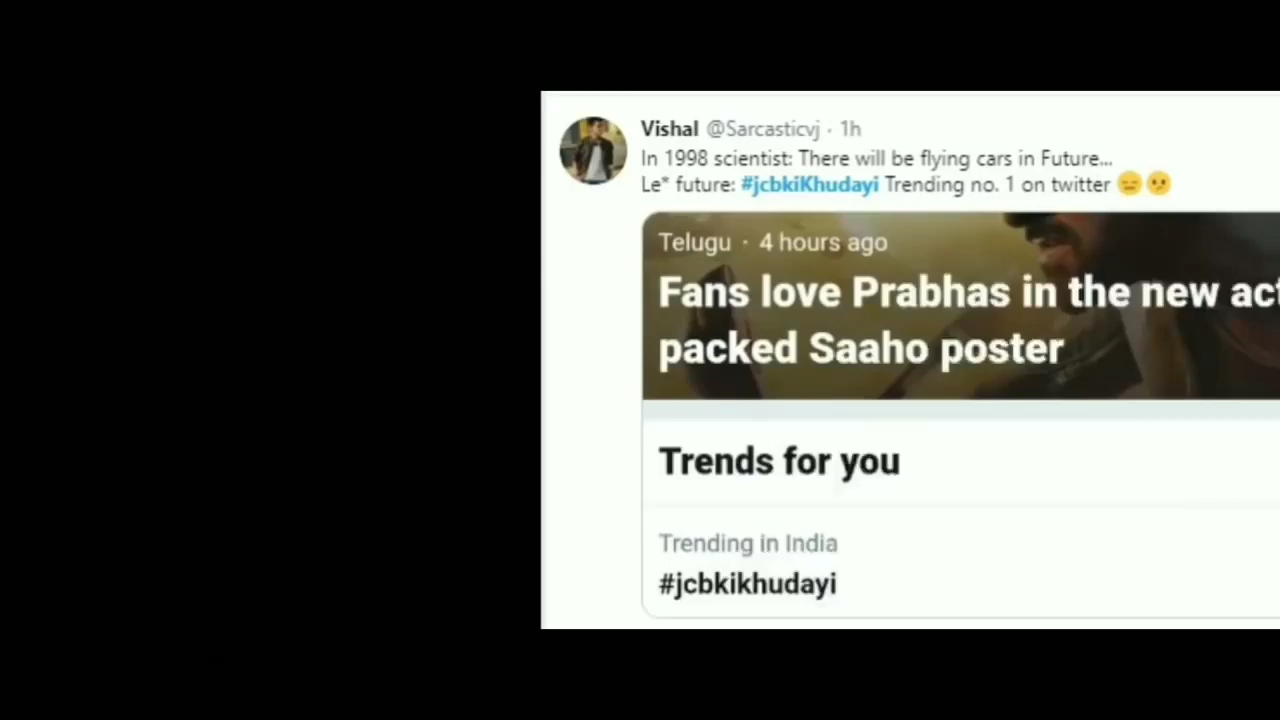 Vishal @Sarcasticvj · 1h
In 1998 scientist: There will be flying cars in Future...
Le* future: #jcbkiKhudayi Trending no. 1 on twitter 😑😕
Telugu · 4 hours ago
Fans love Prabhas in the new
packed Saaho poster
Trends for you
Trending in India
#jcbkikhudayi